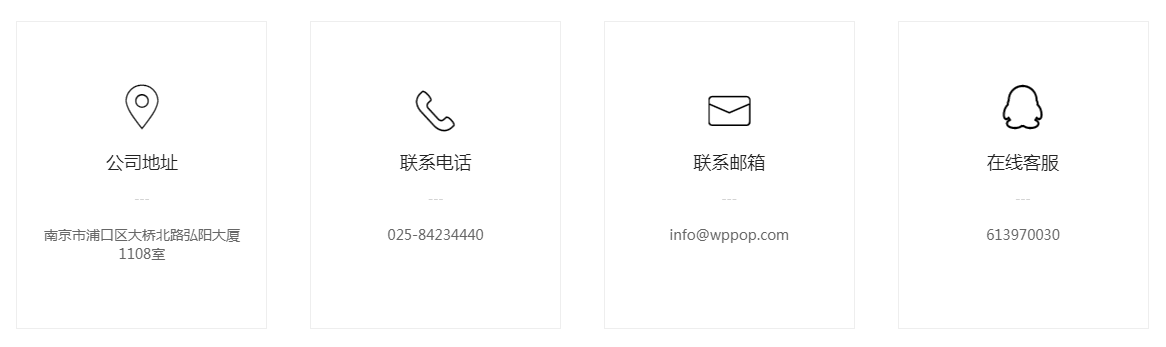 公司地址
---
南京市浦口区大桥北路弘阳大厦
1108室
联系电话
---
025-84234440
联系邮箱
---
info@wppop.com
在线客服
---
613970030